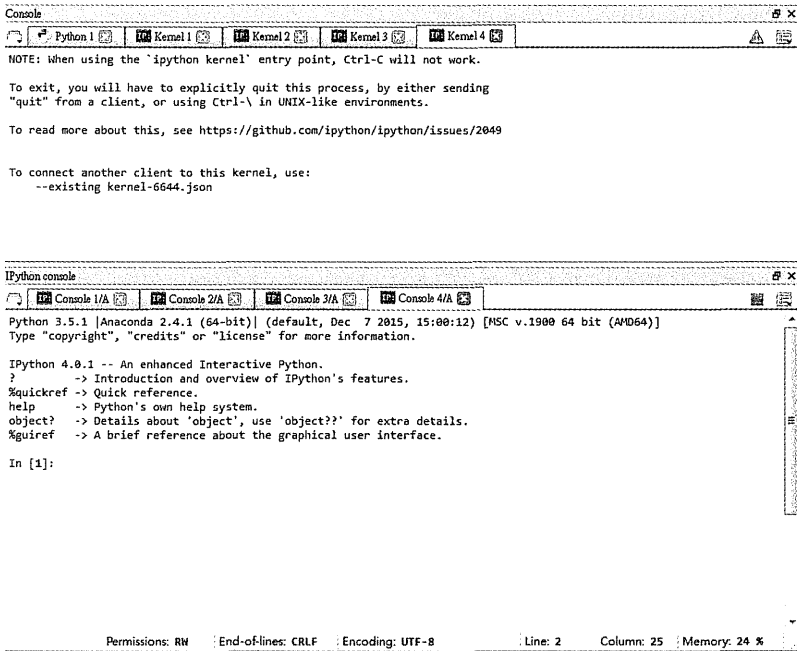 Console
Python 1 Kernel 1 Kernel 2 Kernel 3 Kernel 4
NOTE: When using the `ipython kernel` entry point, Ctrl-C will not work.
To exit, you will have to explicitly quit this process, by either sending
"quit" from a client, or using Ctrl-\ in UNIX-like environments.
To read more about this, see https://github.com/ipython/ipython/issues/2049
To connect another client to this kernel, use:
--existing kernel-6644.json
IPython console
Console 1/A Console 2/A Console 3/A Console 4/A
Python 3.5.1 |Anaconda 2.4.1 (64-bit)| (default, Dec  7 2015, 15:00:12) [MSC v.1900 64 bit (AMD64)]
Type "copyright", "credits" or "license" for more information.
IPython 4.0.1 -- An enhanced Interactive Python.
?         -> Introduction and overview of IPython's features.
%quickref -> Quick reference.
help      -> Python's own help system.
object?   -> Details about 'object', use 'object??' for extra details.
%guiref   -> A brief reference about the graphical user interface.
In [1]:
Permissions: RW End-of-lines: CRLF Encoding: UTF-8 Line: 2 Column: 25 Memory: 24 %